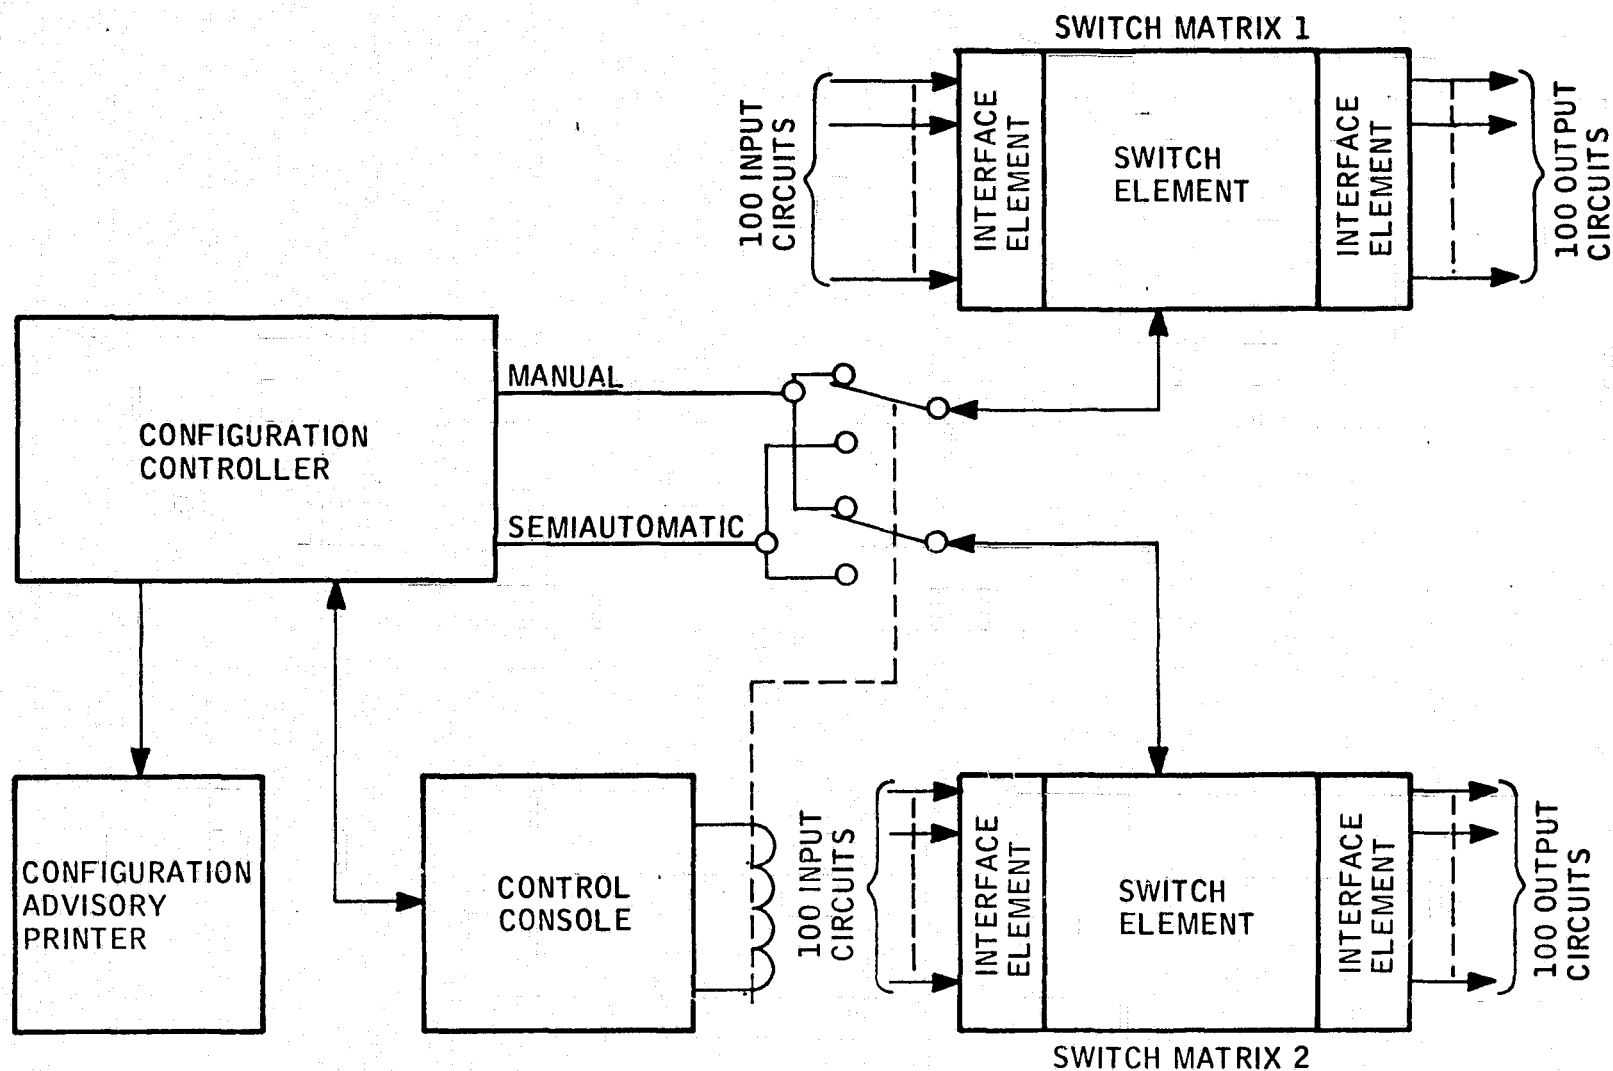 SWITCH MATRIX 1
100 INPUT
CIRCUITS
INTERFACE
ELEMENT
SWITCH
ELEMENT
INTERFACE
ELEMENT
100 OUTPUT
CIRCUITS
CONFIGURATION
CONTROLLER
MANUAL
SEMIAUTOMATIC
CONFIGURATION
ADVISORY
PRINTER
CONTROL
CONSOLE
100 INPUT
CIRCUITS
INTERFACE
ELEMENT
SWITCH
ELEMENT
INTERFACE
ELEMENT
100 OUTPUT
CIRCUITS
SWITCH MATRIX 2